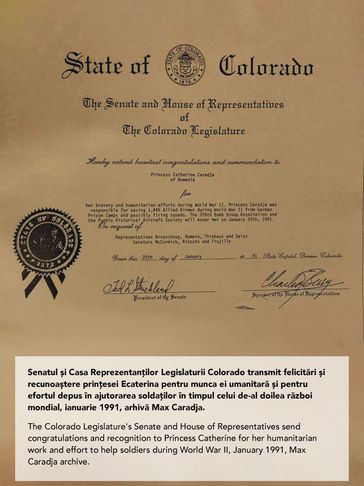 State of Colorado
The Senate and House of Representatives
of
The Colorado Legislature
Hereby extend heartiest congratulations and commendation to
Princess Catherine Caradja
of Romania
for
her bravery and humanitarian efforts during World War II. Princess Caradja was
responsible for saving 1,465 Allied Airmen during World War II from German
Prison Camps and possibly firing squads. The 376th Bomb Group Association and
the Pueblo Historical Aircraft Society will honor her on January 25th, 1991.
On request of
Representatives Arveschoug, Romero, Thiebaut and Salaz
Senators McCormick, Rizzuto and Trujillo
Given this 24th day of January 19 91 State Capitol, Denver, Colorado.
President of the Senate
Speaker of the House of Representatives
Senatul și Casa Reprezentanților Legislaturii Colorado transmit felicitări și
recunoaștere prințesei Ecaterina pentru munca ei umanitară și pentru
efortul depus în ajutorarea soldaților în timpul celui de-al doilea război
mondial, ianuarie 1991, arhivă Max Caradja.
The Colorado Legislature's Senate and House of Representatives send
congratulations and recognition to Princess Catherine for her humanitarian
work and effort to help soldiers during World War II, January 1991, Max
Caradja archive.